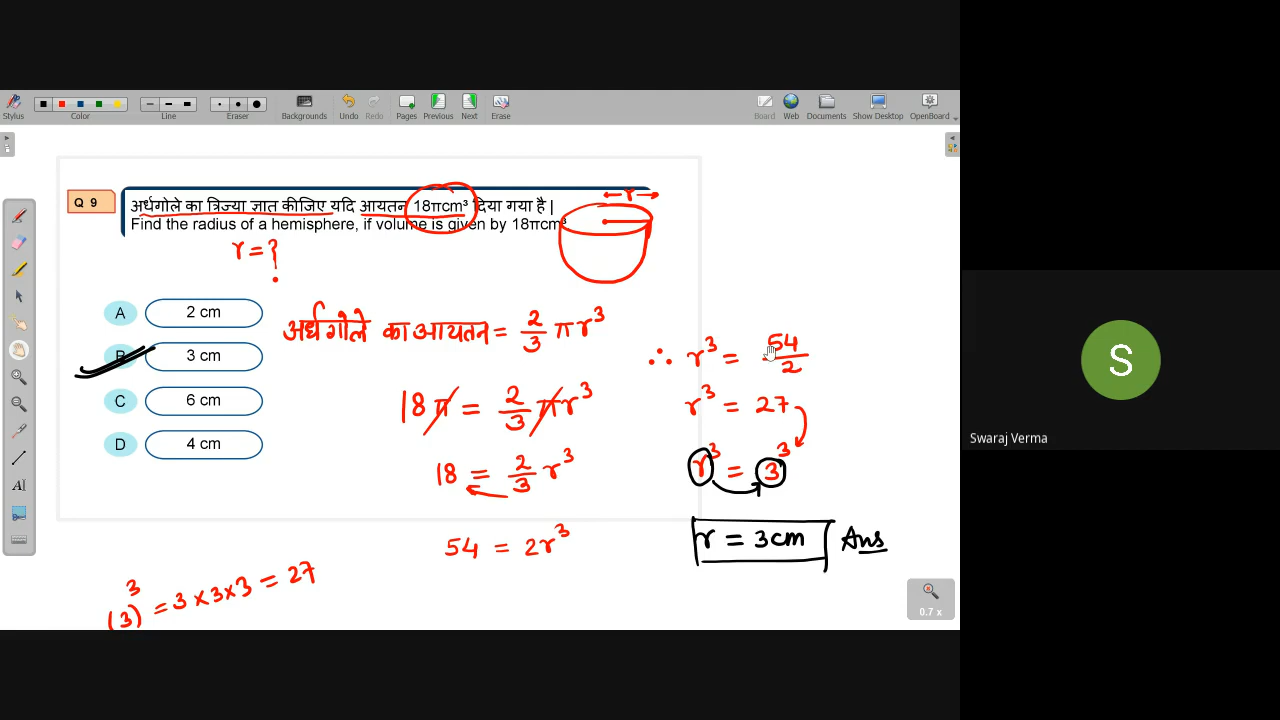 Stylus
Color
Line
Eraser
Backgrounds
Undo
Redo
Pages
Previous
Next
Erase
Board
Web
Documents
Show Desktop
OpenBoard
Q 9
अर्धगोले का त्रिज्या ज्ञात कीजिए यदि आयतन 18πcm³ दिया गया है |
Find the radius of a hemisphere, if volume is given by 18πcm³
r
r = ?
A 2 cm
B 3 cm
C 6 cm
D 4 cm
अर्धगोले का आयतन = 2/3 πr³
18π = 2/3 πr³
18 = 2/3 r³
54 = 2r³
(3)³ = 3×3×3 = 27
∴ r³ = 54/2
r³ = 27
r³ = 3³
r = 3cm Ans
0.7 x
S
Swaraj Verma